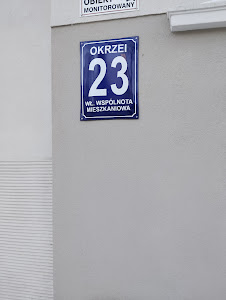 OBIEKT
MONITOROWANY
OKRZEI
23
WŁ. WSPÓLNOTA
MIESZKANIOWA